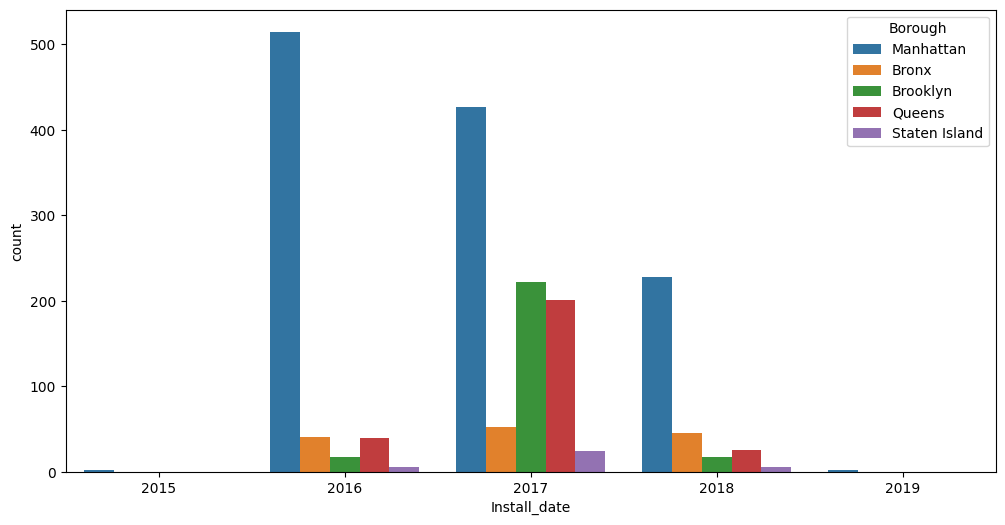 500
400
300
200
100
0
count
2015 2016 2017 2018 2019
Install_date
Borough
Manhattan
Bronx
Brooklyn
Queens
Staten Island